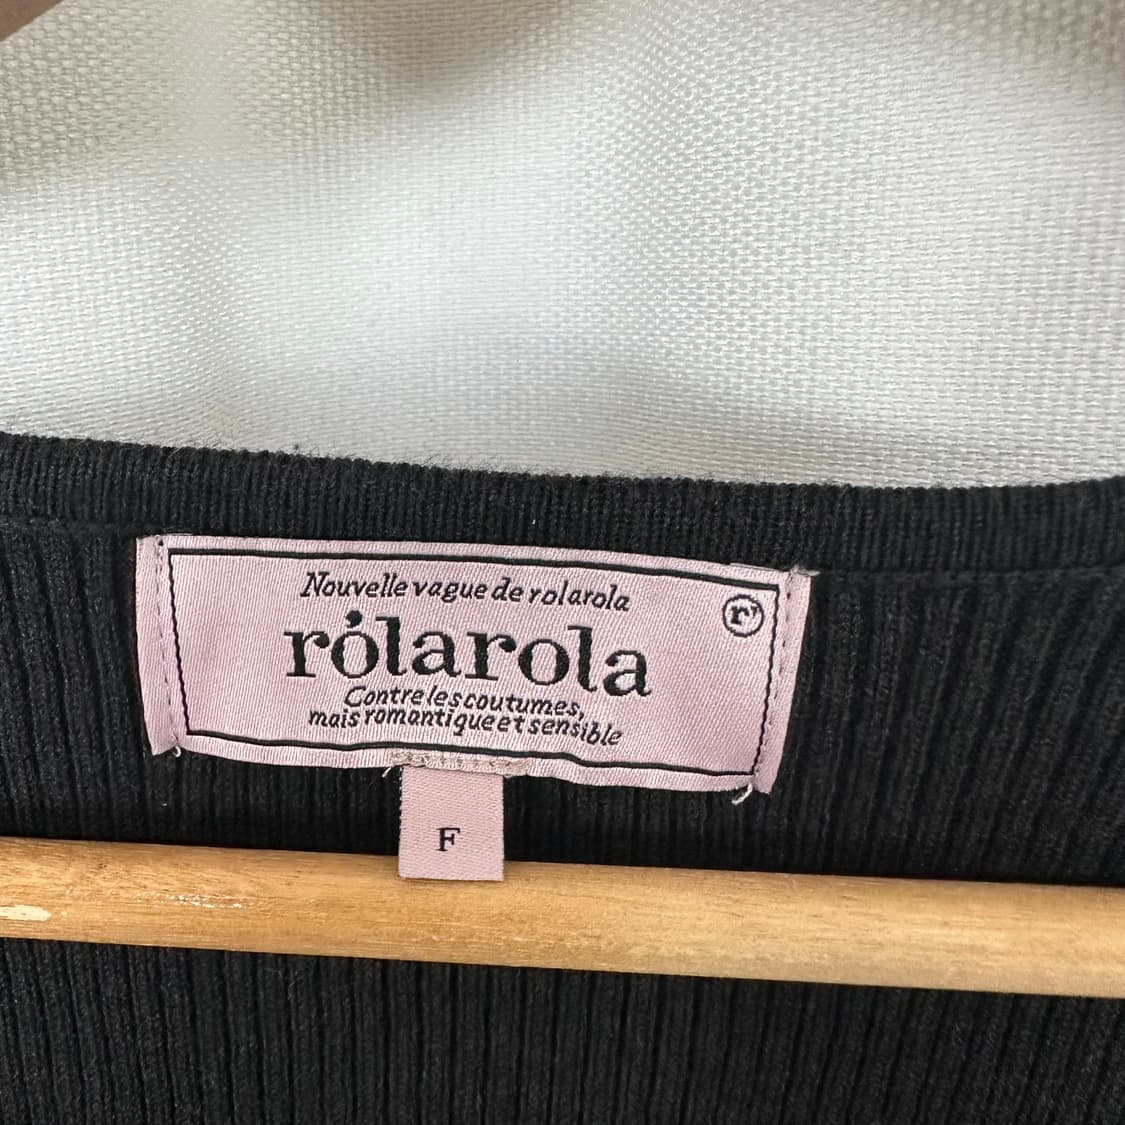 Nouvelle vague de rolarola
r'
rólarola
Contre les coutumes,
mais romantique et sensible
F